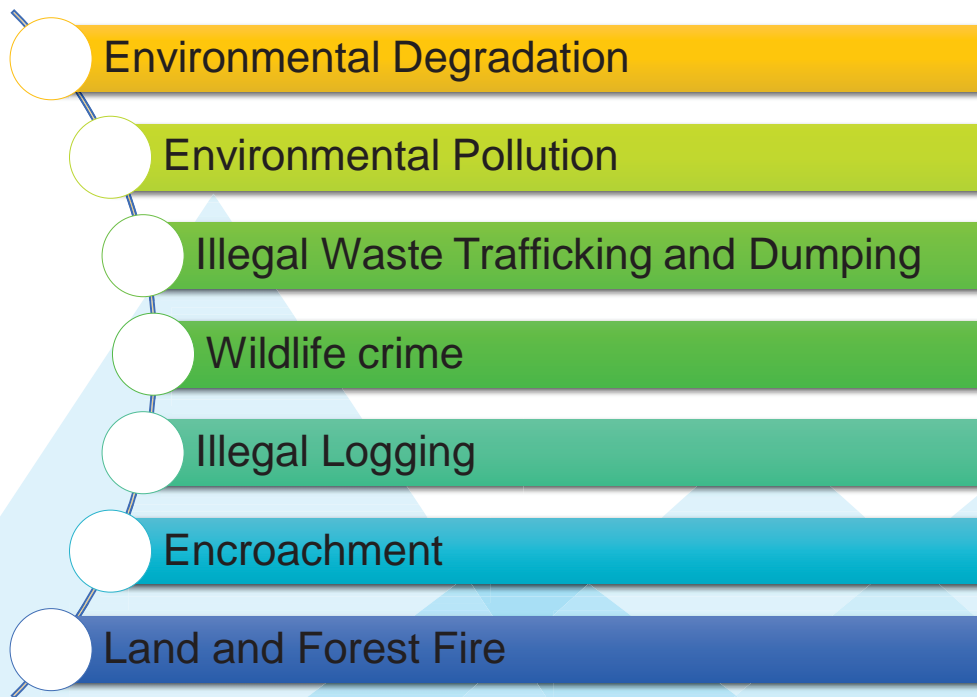 Environmental Degradation
Environmental Pollution
Illegal Waste Trafficking and Dumping
Wildlife crime
Illegal Logging
Encroachment
Land and Forest Fire